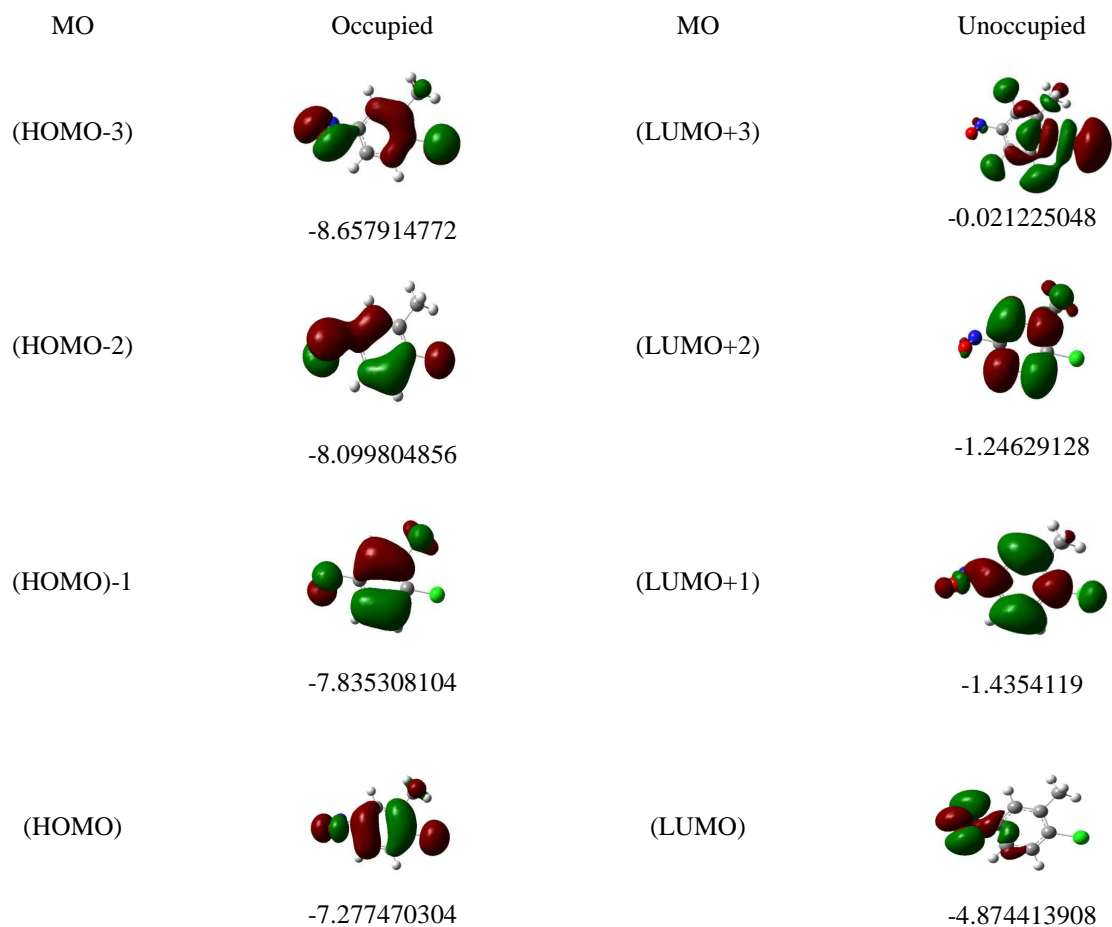 MO Occupied MO Unoccupied
(HOMO-3) (LUMO+3)
-8.657914772 -0.021225048
(HOMO-2) (LUMO+2)
-8.099804856 -1.24629128
(HOMO)-1 (LUMO+1)
-7.835308104 -1.4354119
(HOMO) (LUMO)
-7.277470304 -4.874413908